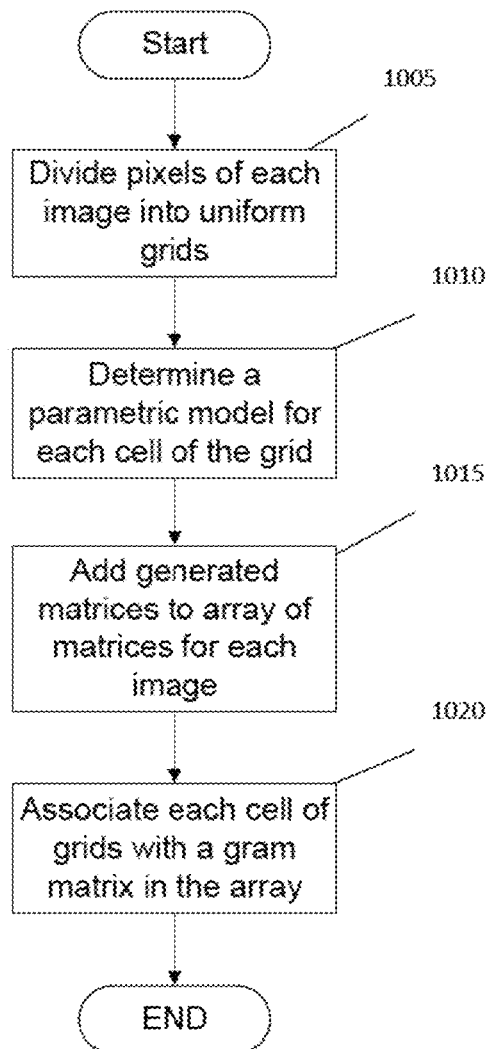 Start
1005
Divide pixels of each
image into uniform
grids
1010
Determine a
parametric model for
each cell of the grid
1015
Add generated
matrices to array of
matrices for each
image
1020
Associate each cell of
grids with a gram
matrix in the array
END